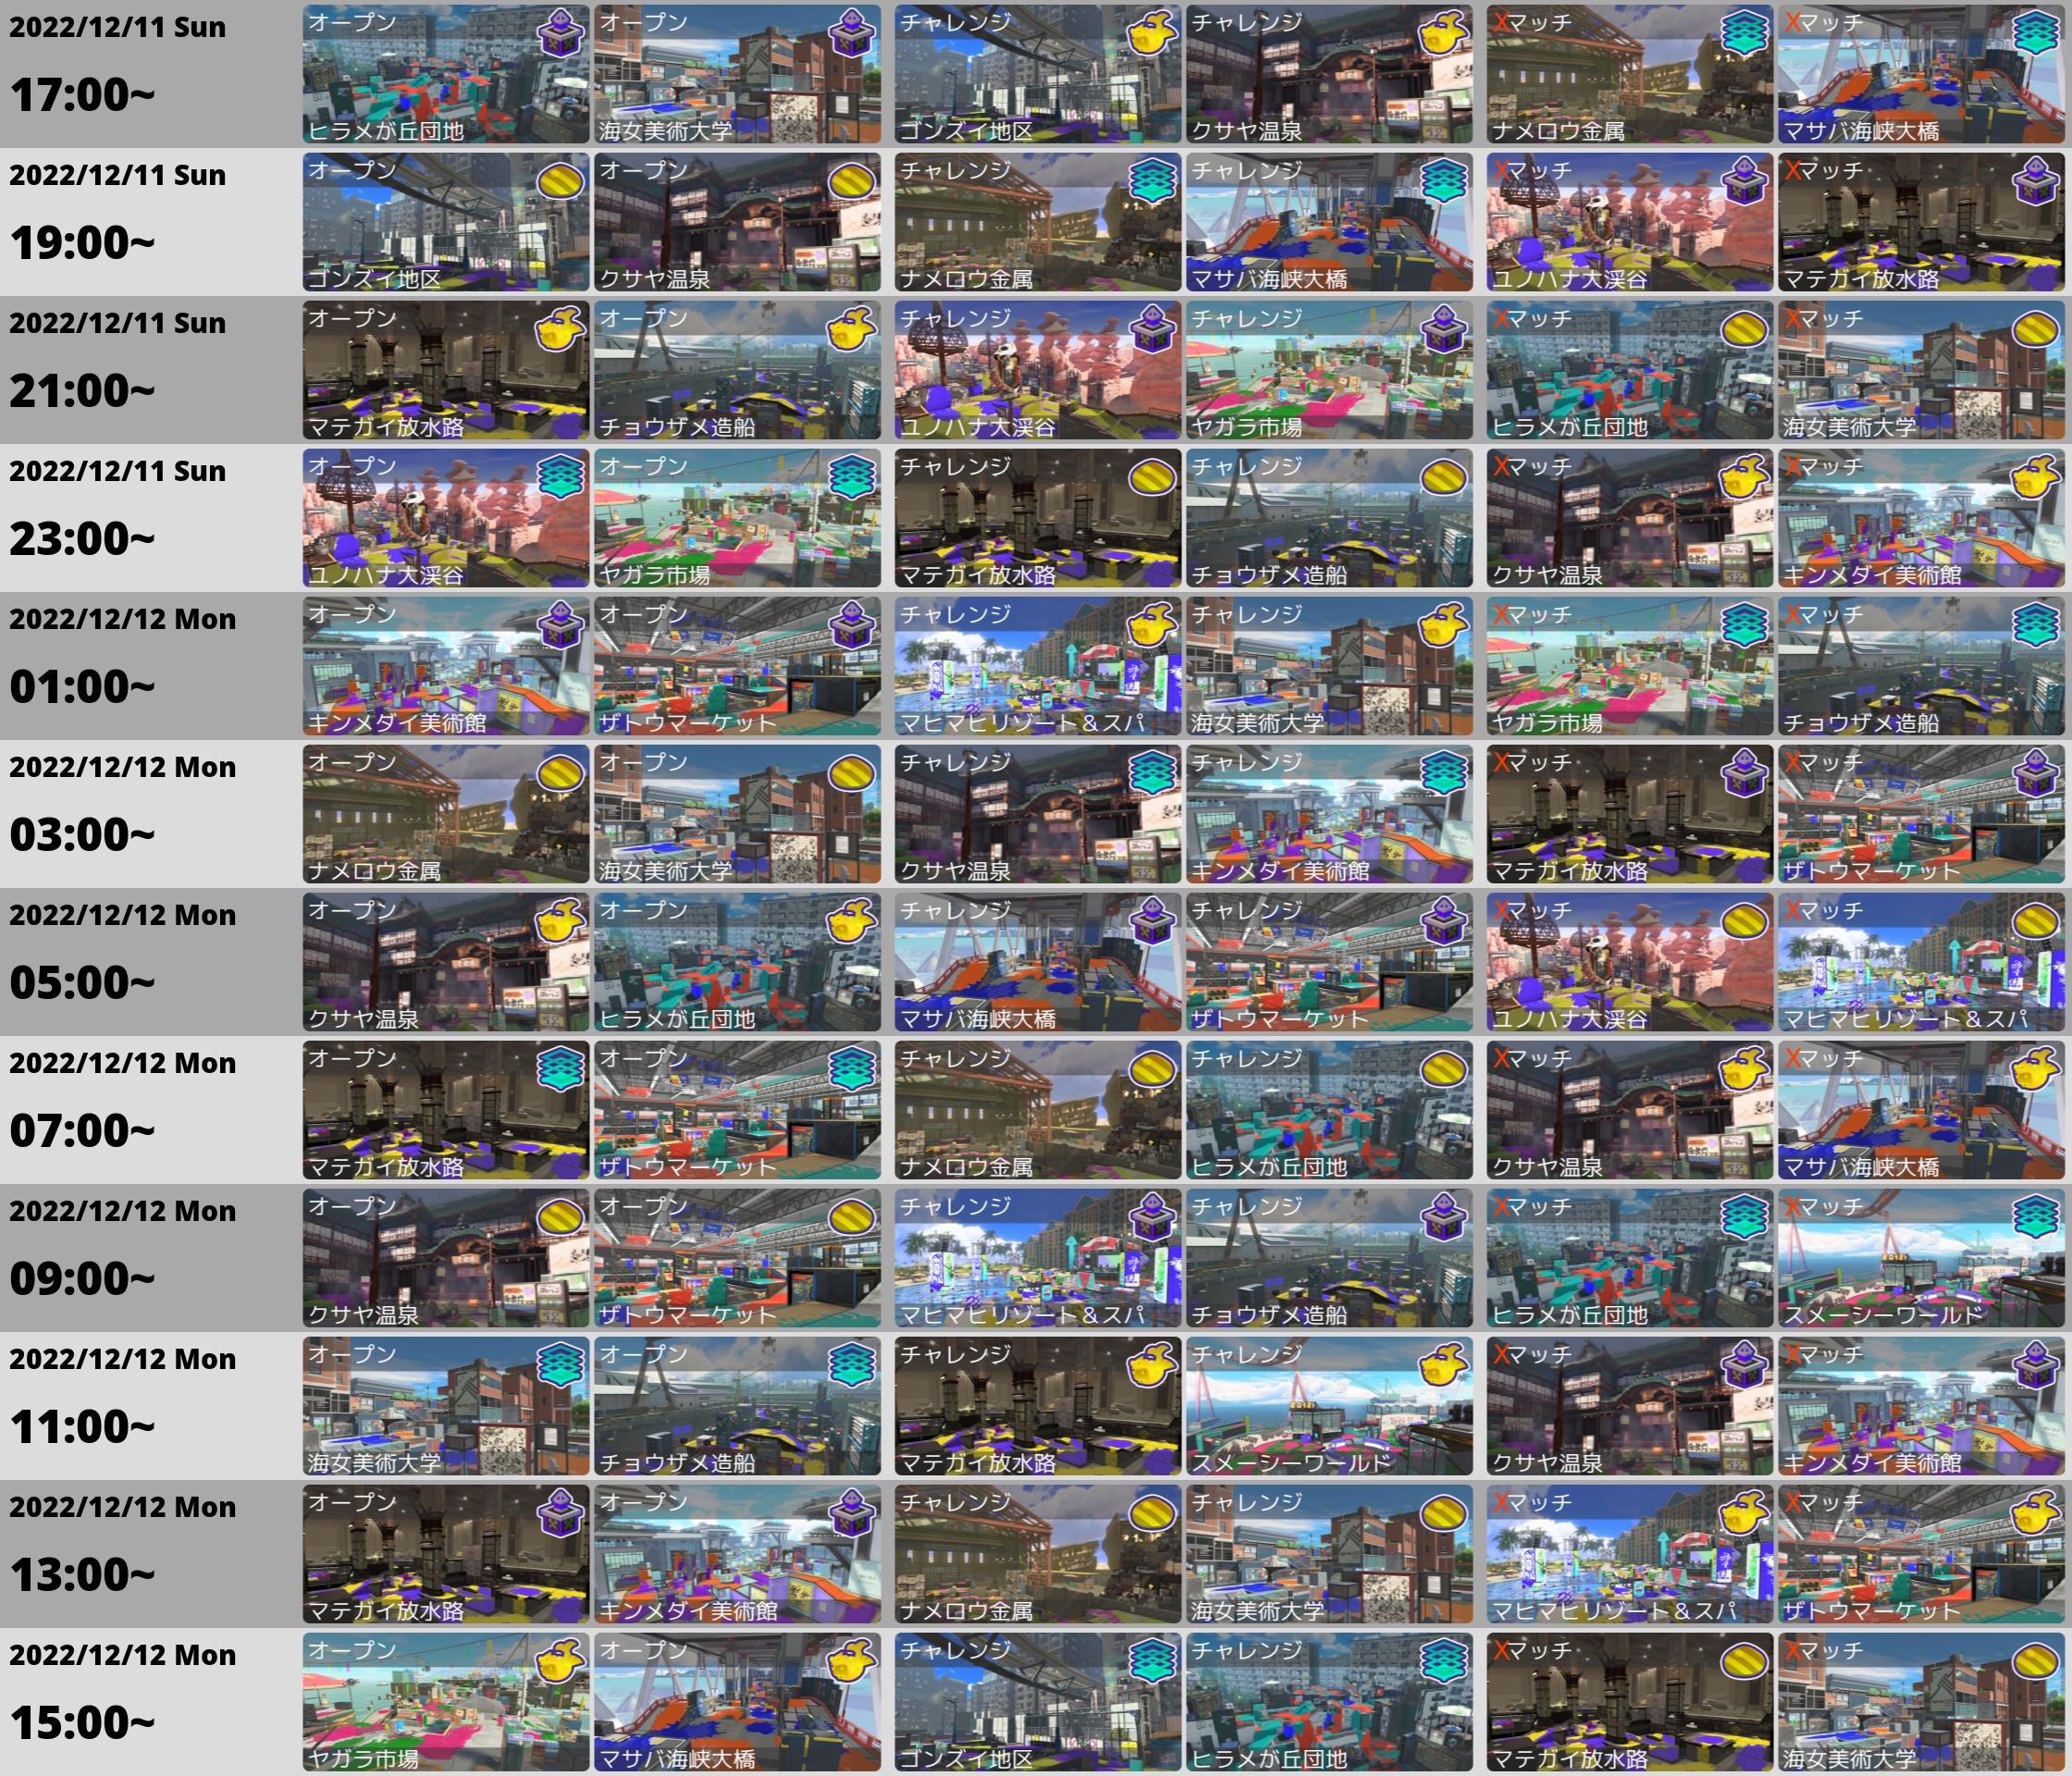 2022/12/11 Sun
17:00~
オープン オープン チャレンジ チャレンジ Xマッチ Xマッチ
ヒラメが丘団地 海女美術大学 ゴンズイ地区 クサヤ温泉 ナメロウ金属 マサバ海峡大橋
2022/12/11 Sun
19:00~
オープン オープン チャレンジ チャレンジ Xマッチ Xマッチ
ゴンズイ地区 クサヤ温泉 ナメロウ金属 マサバ海峡大橋 ユノハナ大渓谷 マテガイ放水路
2022/12/11 Sun
21:00~
オープン オープン チャレンジ チャレンジ Xマッチ Xマッチ
マテガイ放水路 チョウザメ造船 ユノハナ大渓谷 ヤガラ市場 ヒラメが丘団地 海女美術大学
2022/12/11 Sun
23:00~
オープン オープン チャレンジ チャレンジ Xマッチ Xマッチ
ユノハナ大渓谷 ヤガラ市場 マテガイ放水路 チョウザメ造船 クサヤ温泉 キンメダイ美術館
2022/12/12 Mon
01:00~
オープン オープン チャレンジ チャレンジ Xマッチ Xマッチ
キンメダイ美術館 ザトウマーケット マヒマヒリゾート＆スパ 海女美術大学 ヤガラ市場 チョウザメ造船
2022/12/12 Mon
03:00~
オープン オープン チャレンジ チャレンジ Xマッチ Xマッチ
ナメロウ金属 海女美術大学 クサヤ温泉 キンメダイ美術館 マテガイ放水路 ザトウマーケット
2022/12/12 Mon
05:00~
オープン オープン チャレンジ チャレンジ Xマッチ Xマッチ
クサヤ温泉 ヒラメが丘団地 マサバ海峡大橋 ザトウマーケット ユノハナ大渓谷 マヒマヒリゾート＆スパ
2022/12/12 Mon
07:00~
オープン オープン チャレンジ チャレンジ Xマッチ Xマッチ
マテガイ放水路 ザトウマーケット ナメロウ金属 ヒラメが丘団地 クサヤ温泉 マサバ海峡大橋
2022/12/12 Mon
09:00~
オープン オープン チャレンジ チャレンジ Xマッチ Xマッチ
クサヤ温泉 ザトウマーケット マヒマヒリゾート＆スパ チョウザメ造船 ヒラメが丘団地 スメーシーワールド
2022/12/12 Mon
11:00~
オープン オープン チャレンジ チャレンジ Xマッチ Xマッチ
海女美術大学 チョウザメ造船 マテガイ放水路 スメーシーワールド クサヤ温泉 キンメダイ美術館
2022/12/12 Mon
13:00~
オープン オープン チャレンジ チャレンジ Xマッチ Xマッチ
マテガイ放水路 キンメダイ美術館 ナメロウ金属 海女美術大学 マヒマヒリゾート＆スパ ザトウマーケット
2022/12/12 Mon
15:00~
オープン オープン チャレンジ チャレンジ Xマッチ Xマッチ
ヤガラ市場 マサバ海峡大橋 ゴンズイ地区 ヒラメが丘団地 マテガイ放水路 海女美術大学